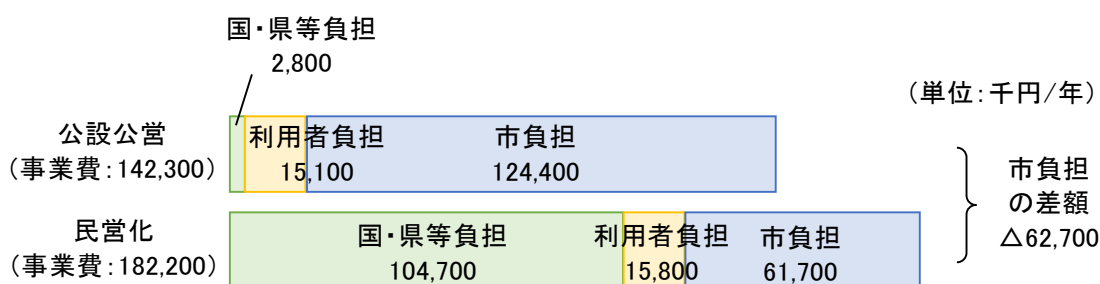 国・県等負担
2,800
（単位：千円/年）
公設公営
（事業費：142,300）
利用者負担
15,100
市負担
124,400
民営化
（事業費：182,200）
国・県等負担
104,700
利用者負担
15,800
市負担
61,700
市負担
の差額
△62,700